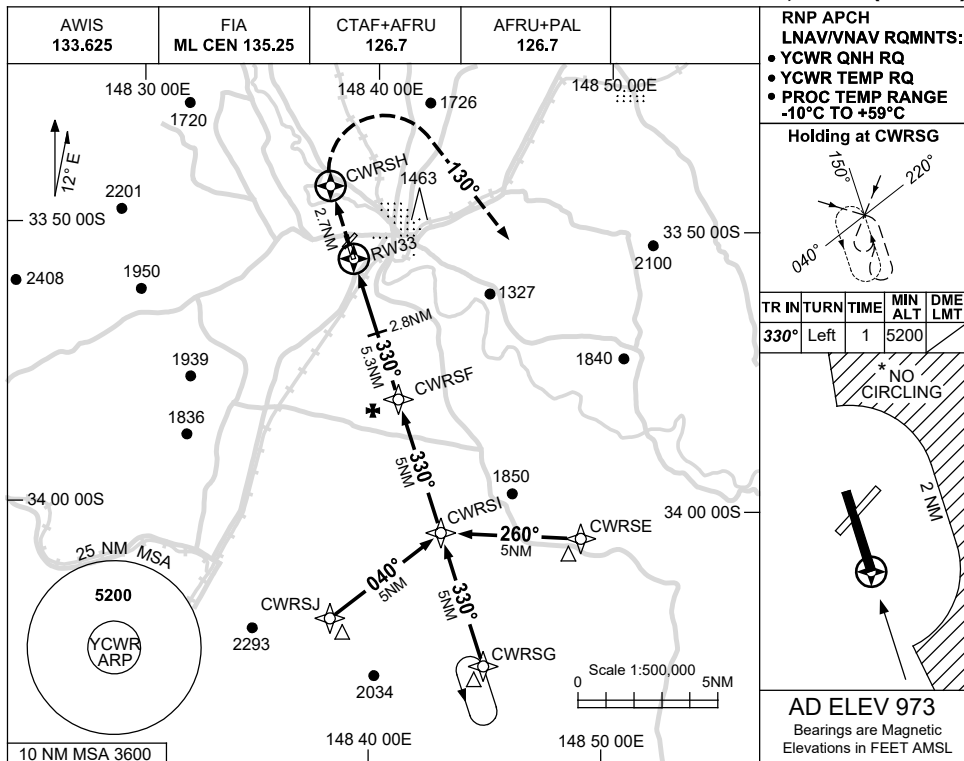 AWIS
133.625
FIA
ML CEN 135.25
CTAF+AFRU
126.7
AFRU+PAL
126.7
RNP APCH
LNAV/VNAV RQMNTS:
• YCWR QNH RQ
• YCWR TEMP RQ
• PROC TEMP RANGE
-10°C TO +59°C
148 30 00E
148 40 00E
148 50 00E
1720
1726
12° E
CWRSH
1463
130°
Holding at CWRSG
150°
220°
040°
2201
33 50 00S
2.7NM
RW33
33 50 00S
2408
1950
2100
1327
TR IN
TURN
TIME
MIN ALT
DME LMT
330°
Left
1
5200
2.8NM
330°
5.3NM
1939
CWRSF
1840
1836
* NO
CIRCLING
2 NM
330°
5NM
1850
34 00 00S
CWRSI
34 00 00S
260°
5NM
CWRSE
25 NM MSA
5200
YCWR
ARP
040°
5NM
330°
5NM
CWRSJ
2293
CWRSG
2034
Scale 1:500,000
0
5NM
148 40 00E
148 50 00E
10 NM MSA 3600
AD ELEV 973
Bearings are Magnetic
Elevations in FEET AMSL